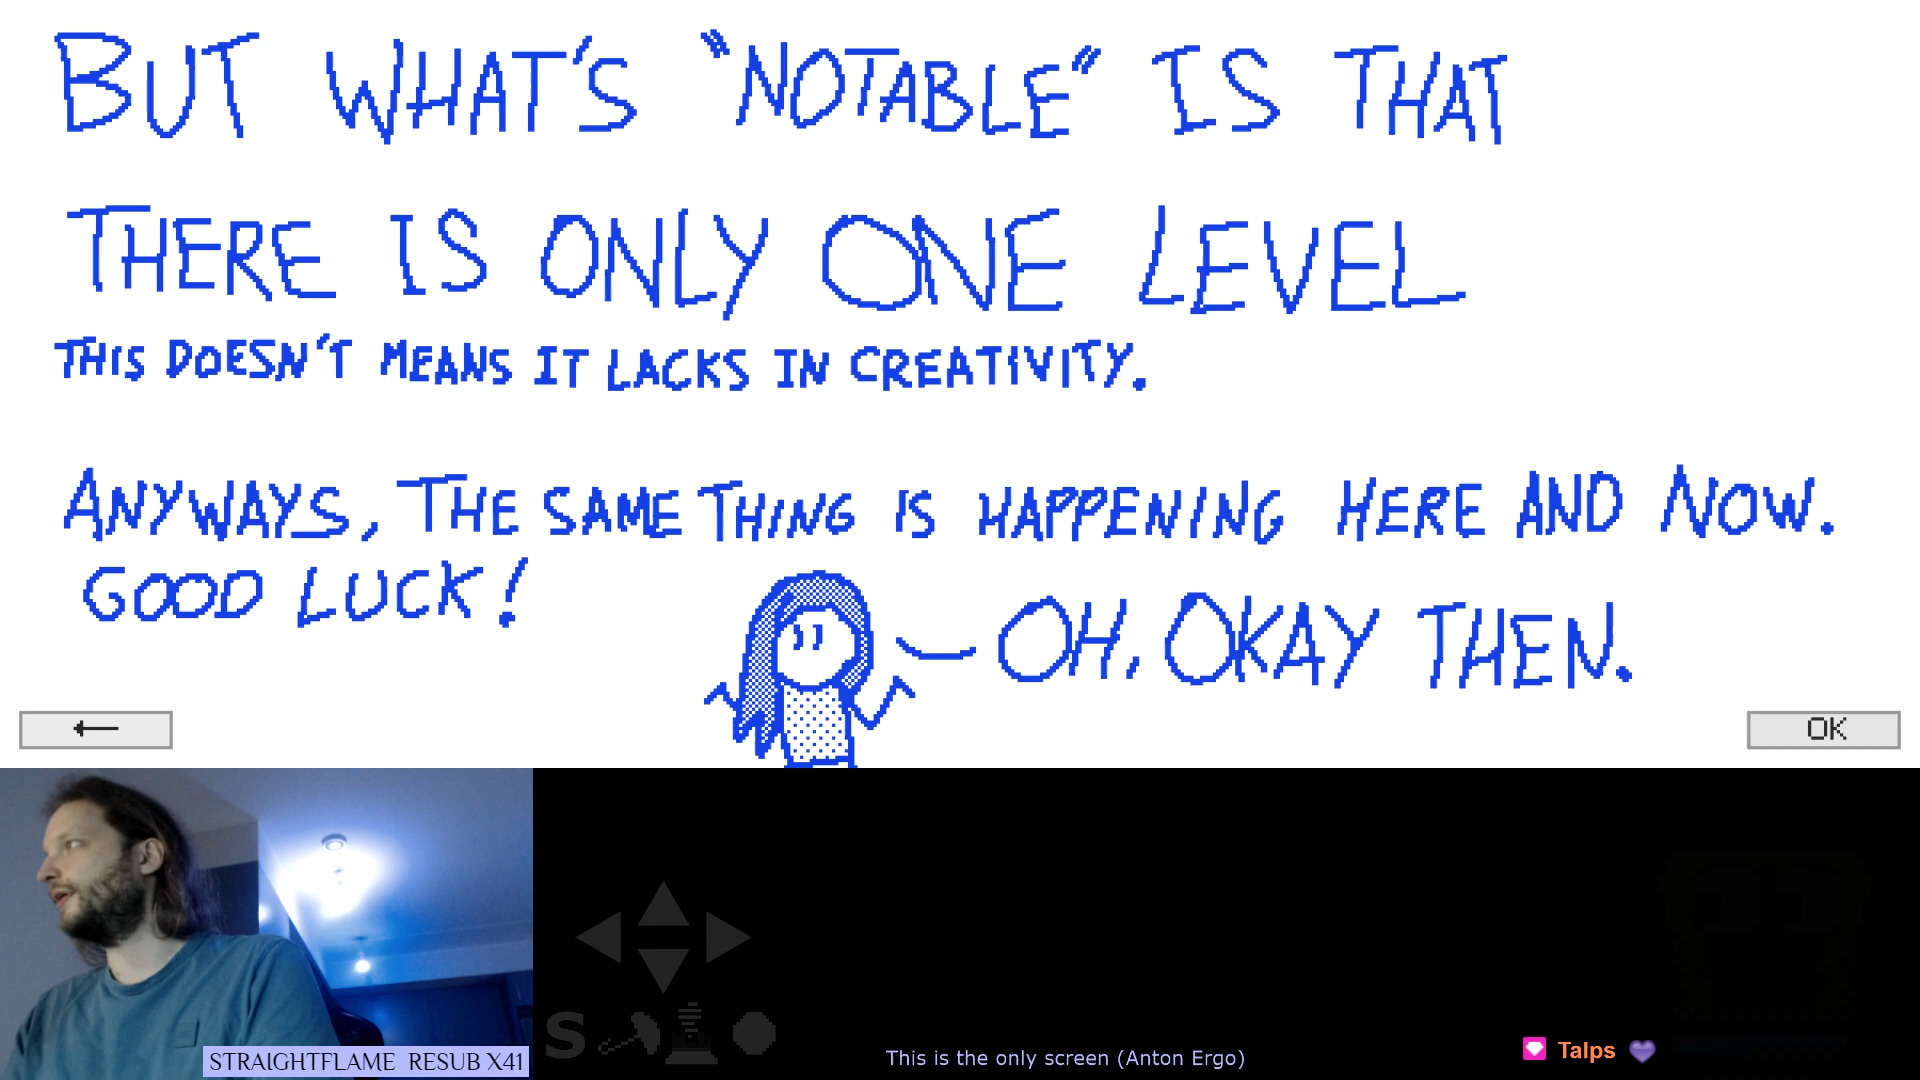 BUT WHAT'S "NOTABLE" IS THAT
THERE IS ONLY ONE LEVEL
THIS DOESN'T MEANS IT LACKS IN CREATIVITY.
ANYWAYS, THE SAME THING IS HAPPENING HERE AND NOW.
GOOD LUCK!
OH, OKAY THEN.
OK
S
STRAIGHTFLAME RESUB X41
This is the only screen (Anton Ergo)
Talps